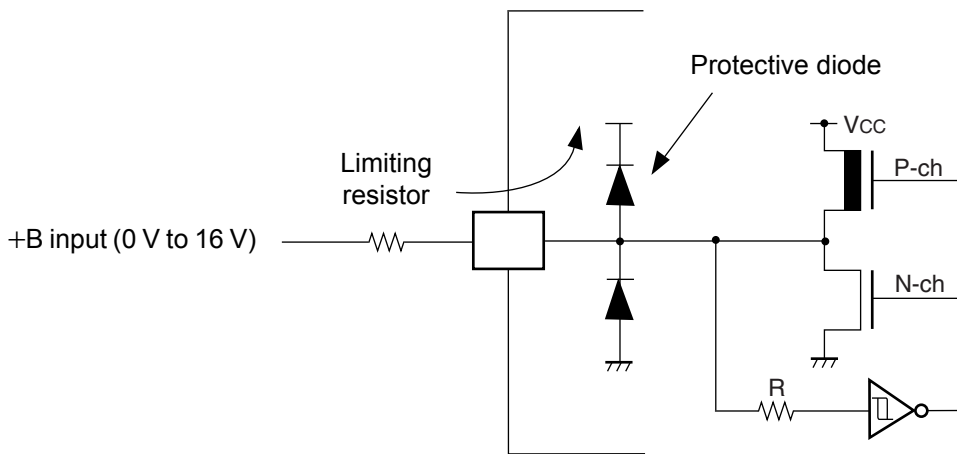 Protective diode
VCC
Limiting
resistor
P-ch
+B input (0 V to 16 V)
N-ch
R